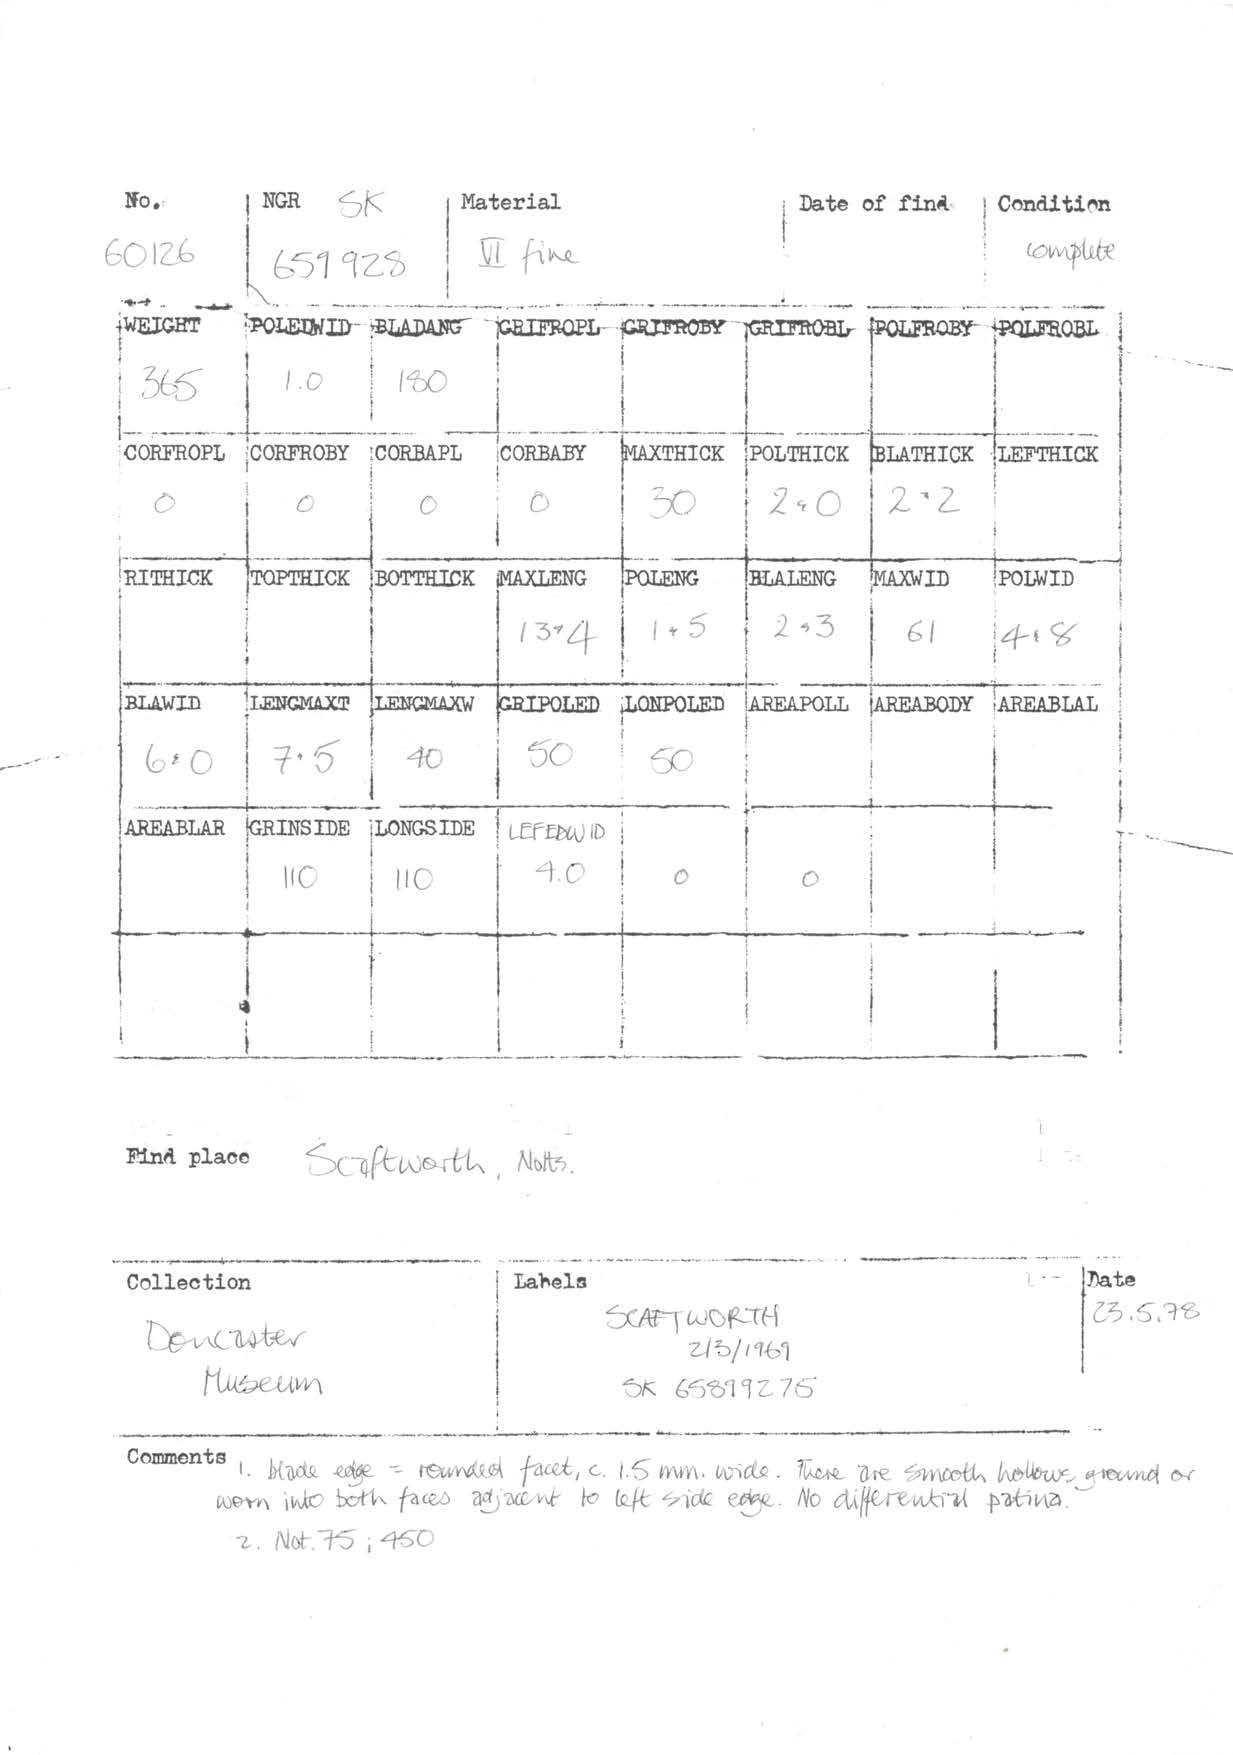 No. NGR SK Material Date of find Condition
60126 659928 VI fine complete
WEIGHT POLEDWID BLADANG GRIFROPL GRIFROBY GRIFROBL POLFROBY POLFROBL
365 1.0 180
CORFROPL CORFROBY CORBAPL CORBABY MAXTHICK POLTHICK BLATHICK LEFTHICK
0 0 0 0 30 2.0 2.2
RITHICK TOPTHICK BOTTHICK MAXLENG POLENG BLALENG MAXWID POLWID
13.4 1.5 2.3 61 4.8
BLAWID LENGMAXT LENGMAXW GRIPOLED LONPOLED AREAPOLL AREABODY AREABLAL
6.0 7.5 40 50 50
AREABLAR GRINSIDE LONGSIDE LEFEDWID
110 110 4.0 0 0
Find place Scaftworth, Notts.
Collection Labels Date
Doncaster SCAFTWORTH 23.5.78
2/3/1969
Museum SK 65899275
Comments 1. blade edge = rounded facet, c. 1.5 mm. wide. There are smooth hollows ground or
worn into both faces adjacent to left side edge. No differential patina.
2. Not. 75 ; 450